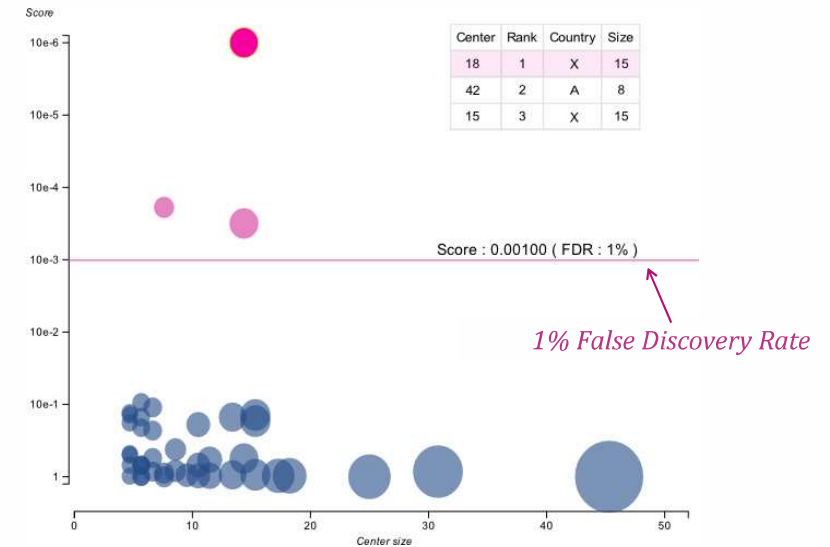 Score
10e-6
10e-5
10e-4
10e-3
10e-2
10e-1
1
Center Rank Country Size
18 1 X 15
42 2 A 8
15 3 X 15
Score : 0.00100 ( FDR : 1% )
1% False Discovery Rate
0 10 20 30 40 50
Center size